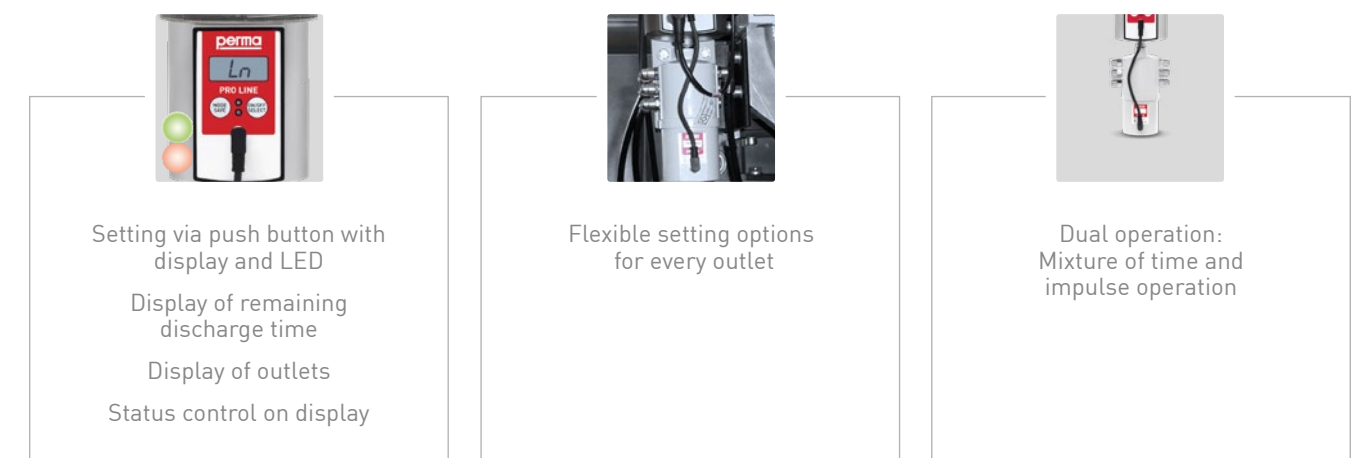 perma
Ln
PRO LINE
MODE
SAVE
ON/OFF
SELECT
Setting via push button with
display and LED
Display of remaining
discharge time
Display of outlets
Status control on display
Flexible setting options
for every outlet
Dual operation:
Mixture of time and
impulse operation